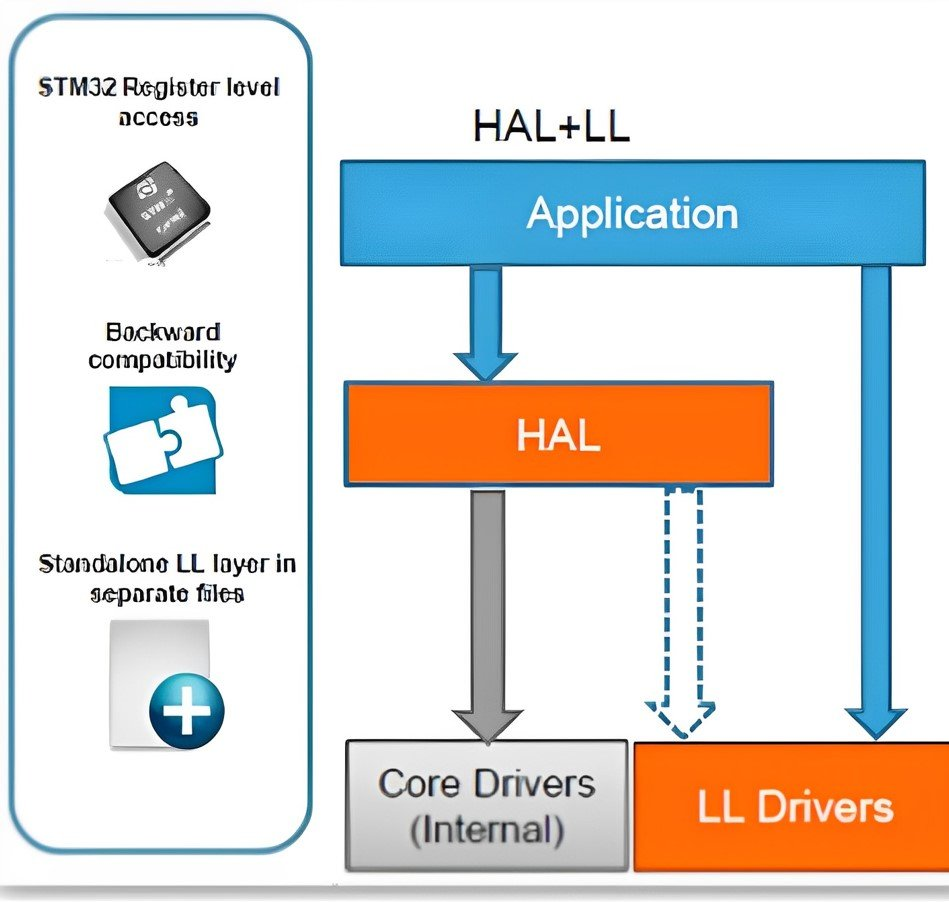 STM32 Register level
access
Backward
compatibility
Standalone LL layer in
separate files
HAL+LL
Application
HAL
Core Drivers
(Internal)
LL Drivers